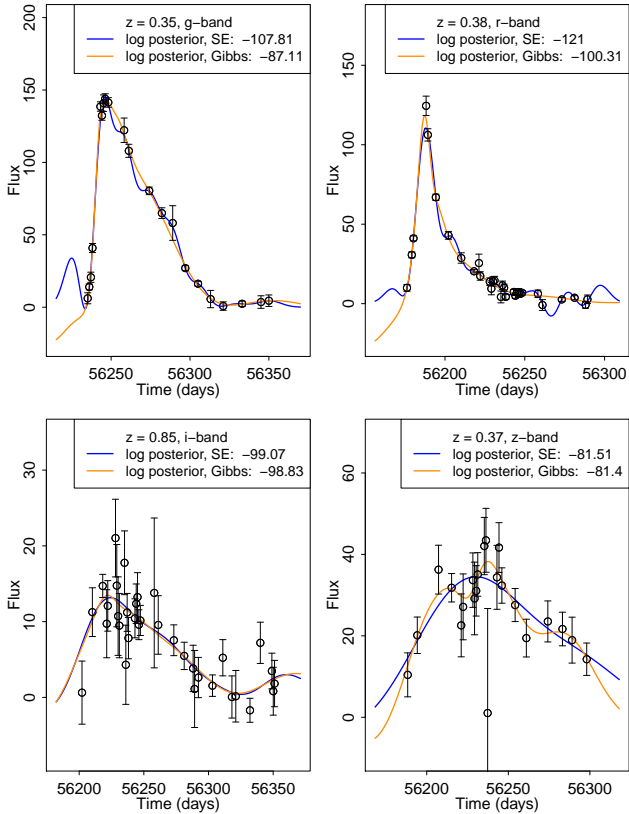 z = 0.35, g-band
log posterior, SE: −107.81
log posterior, Gibbs: −87.11
Flux
0
50
100
150
200
56250
56300
56350
Time (days)
z = 0.38, r-band
log posterior, SE: −121
log posterior, Gibbs: −100.31
Flux
0
50
100
150
56200
56250
56300
Time (days)
z = 0.85, i-band
log posterior, SE: −99.07
log posterior, Gibbs: −98.83
Flux
0
10
20
30
56200
56250
56300
56350
Time (days)
z = 0.37, z-band
log posterior, SE: −81.51
log posterior, Gibbs: −81.4
Flux
0
20
40
60
56200
56250
56300
Time (days)